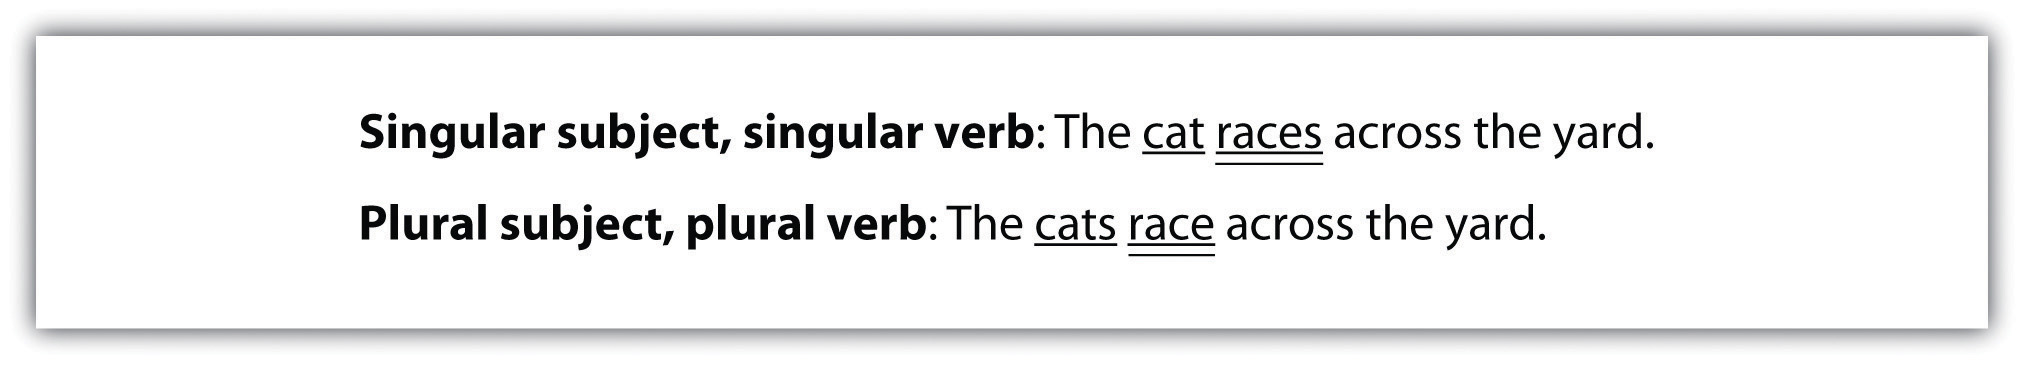 Singular subject, singular verb: The cat races across the yard.
Plural subject, plural verb: The cats race across the yard.